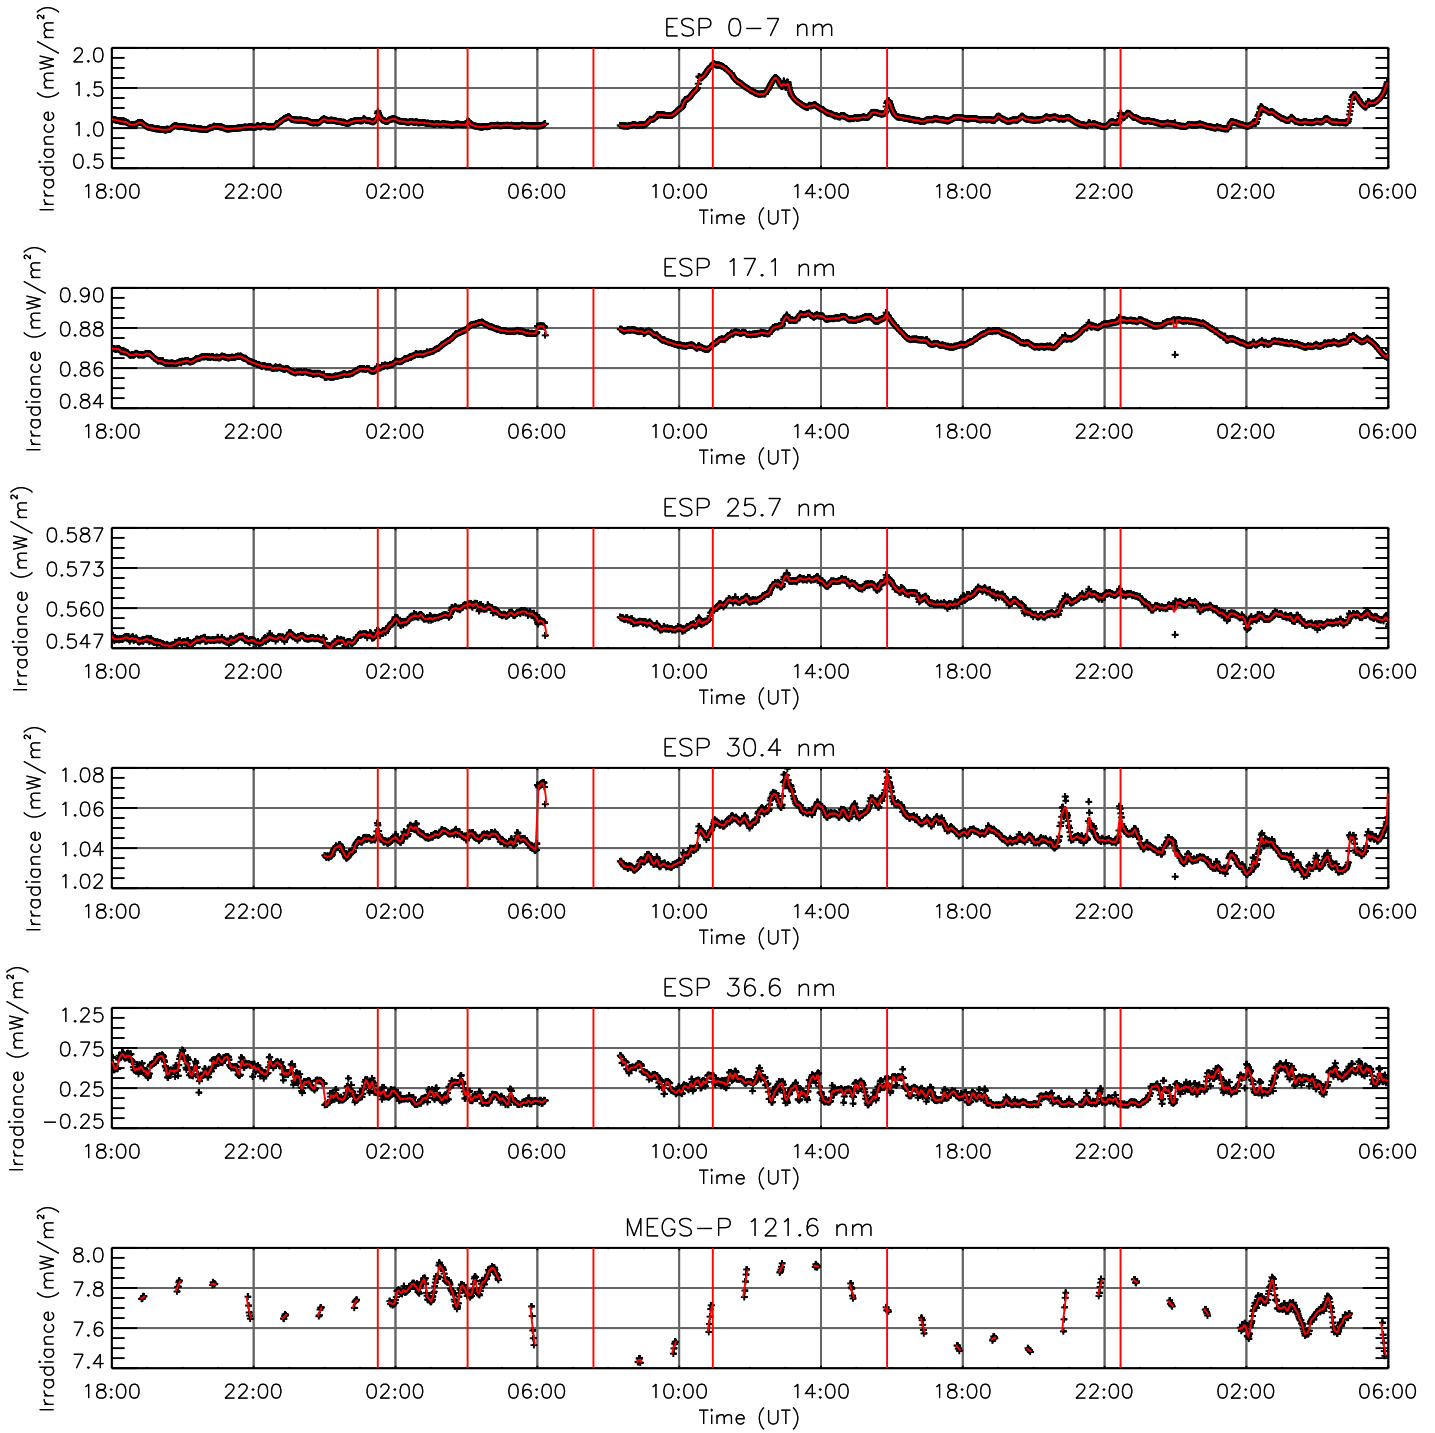 ESP 0−7 nm
Irradiance (mW/m²)
2.0
1.5
1.0
0.5
18:00 22:00 02:00 06:00 10:00 14:00 18:00 22:00 02:00 06:00
Time (UT)
ESP 17.1 nm
Irradiance (mW/m²)
0.90
0.88
0.86
0.84
18:00 22:00 02:00 06:00 10:00 14:00 18:00 22:00 02:00 06:00
Time (UT)
ESP 25.7 nm
Irradiance (mW/m²)
0.587
0.573
0.560
0.547
18:00 22:00 02:00 06:00 10:00 14:00 18:00 22:00 02:00 06:00
Time (UT)
ESP 30.4 nm
Irradiance (mW/m²)
1.08
1.06
1.04
1.02
18:00 22:00 02:00 06:00 10:00 14:00 18:00 22:00 02:00 06:00
Time (UT)
ESP 36.6 nm
Irradiance (mW/m²)
1.25
0.75
0.25
−0.25
18:00 22:00 02:00 06:00 10:00 14:00 18:00 22:00 02:00 06:00
Time (UT)
MEGS−P 121.6 nm
Irradiance (mW/m²)
8.0
7.8
7.6
7.4
18:00 22:00 02:00 06:00 10:00 14:00 18:00 22:00 02:00 06:00
Time (UT)